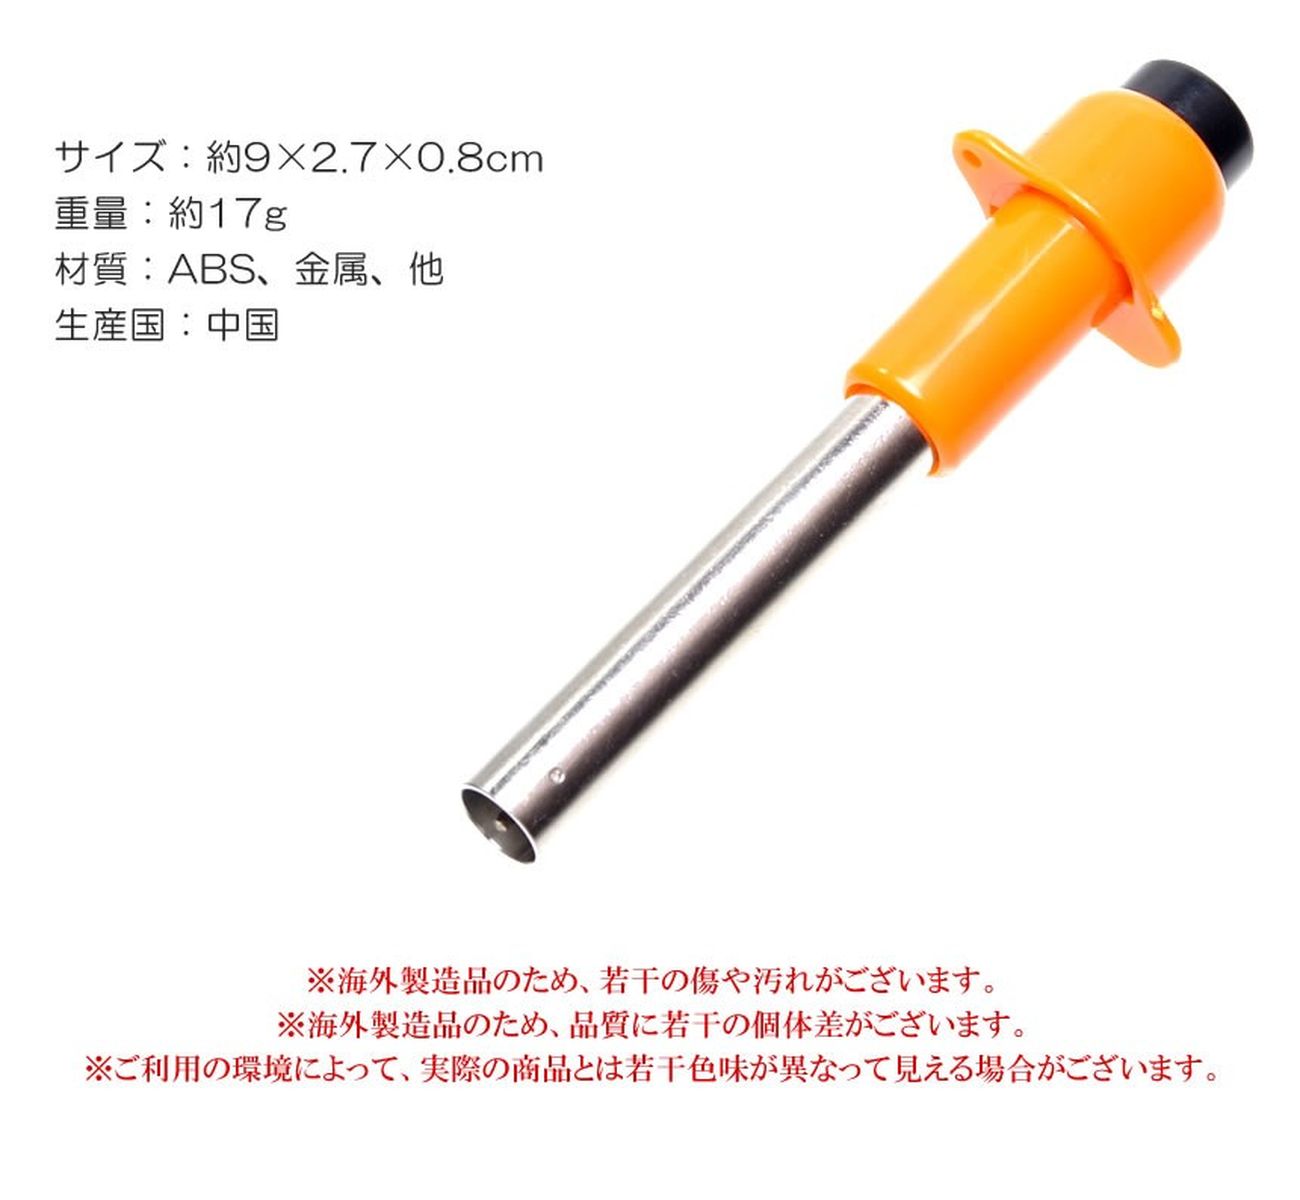 サイズ：約9×2.7×0.8cm
重量：約17g
材質：ABS、金属、他
生産国：中国
※海外製造品のため、若干の傷や汚れがございます。
※海外製造品のため、品質に若干の個体差がございます。
※ご利用の環境によって、実際の商品とは若干色味が異なって見える場合がございます。